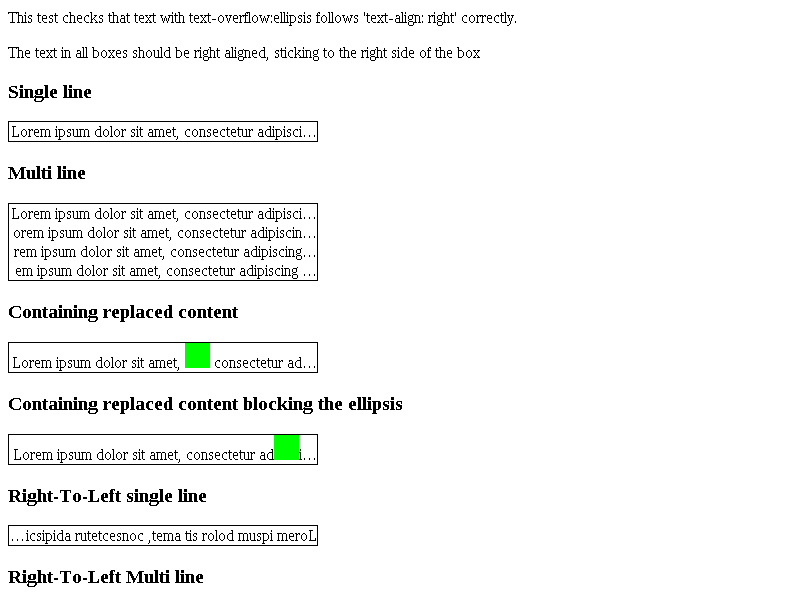 This test checks that text with text-overflow:ellipsis follows 'text-align: right' correctly.
The text in all boxes should be right aligned, sticking to the right side of the box
Single line
Lorem ipsum dolor sit amet, consectetur adipisci…
Multi line
Lorem ipsum dolor sit amet, consectetur adipisci…
orem ipsum dolor sit amet, consectetur adipiscin…
rem ipsum dolor sit amet, consectetur adipiscing…
em ipsum dolor sit amet, consectetur adipiscing …
Containing replaced content
Lorem ipsum dolor sit amet, consectetur ad…
Containing replaced content blocking the ellipsis
Lorem ipsum dolor sit amet, consectetur ad i…
Right-To-Left single line
…icsipida rutetcesnoc ,tema tis rolod muspi meroL
Right-To-Left Multi line